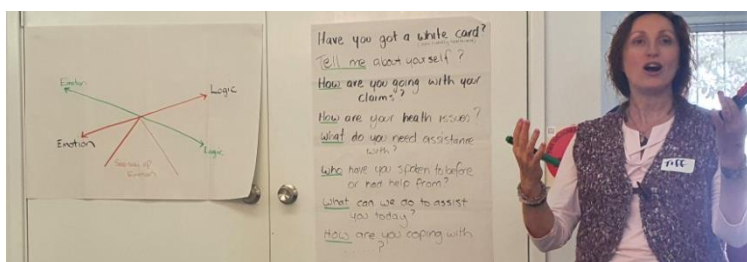 Emotion
Logic
Emotion
Logic
Have you got a white card?
Tell me about yourself?
How are you going with your
claims?
How are your health issues?
What do you need assistance
with?
Who have you spoken to before
or had help from?
What can we do to assist
you today?
How are you coping with
?